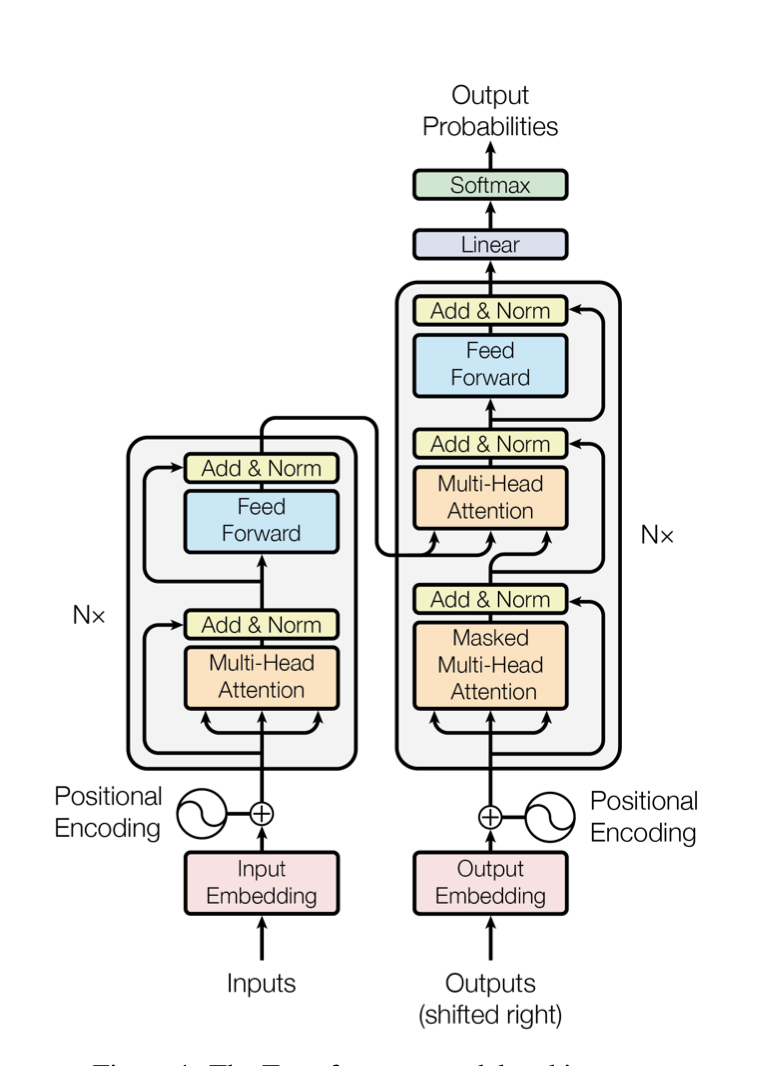 Output
Probabilities
Softmax
Linear
Add & Norm
Feed
Forward
Add & Norm
Multi-Head
Attention
Nx
Add & Norm
Masked
Multi-Head
Attention
Add & Norm
Feed
Forward
Nx
Add & Norm
Multi-Head
Attention
Positional
Encoding
Positional
Encoding
Input
Embedding
Output
Embedding
Inputs
Outputs
(shifted right)